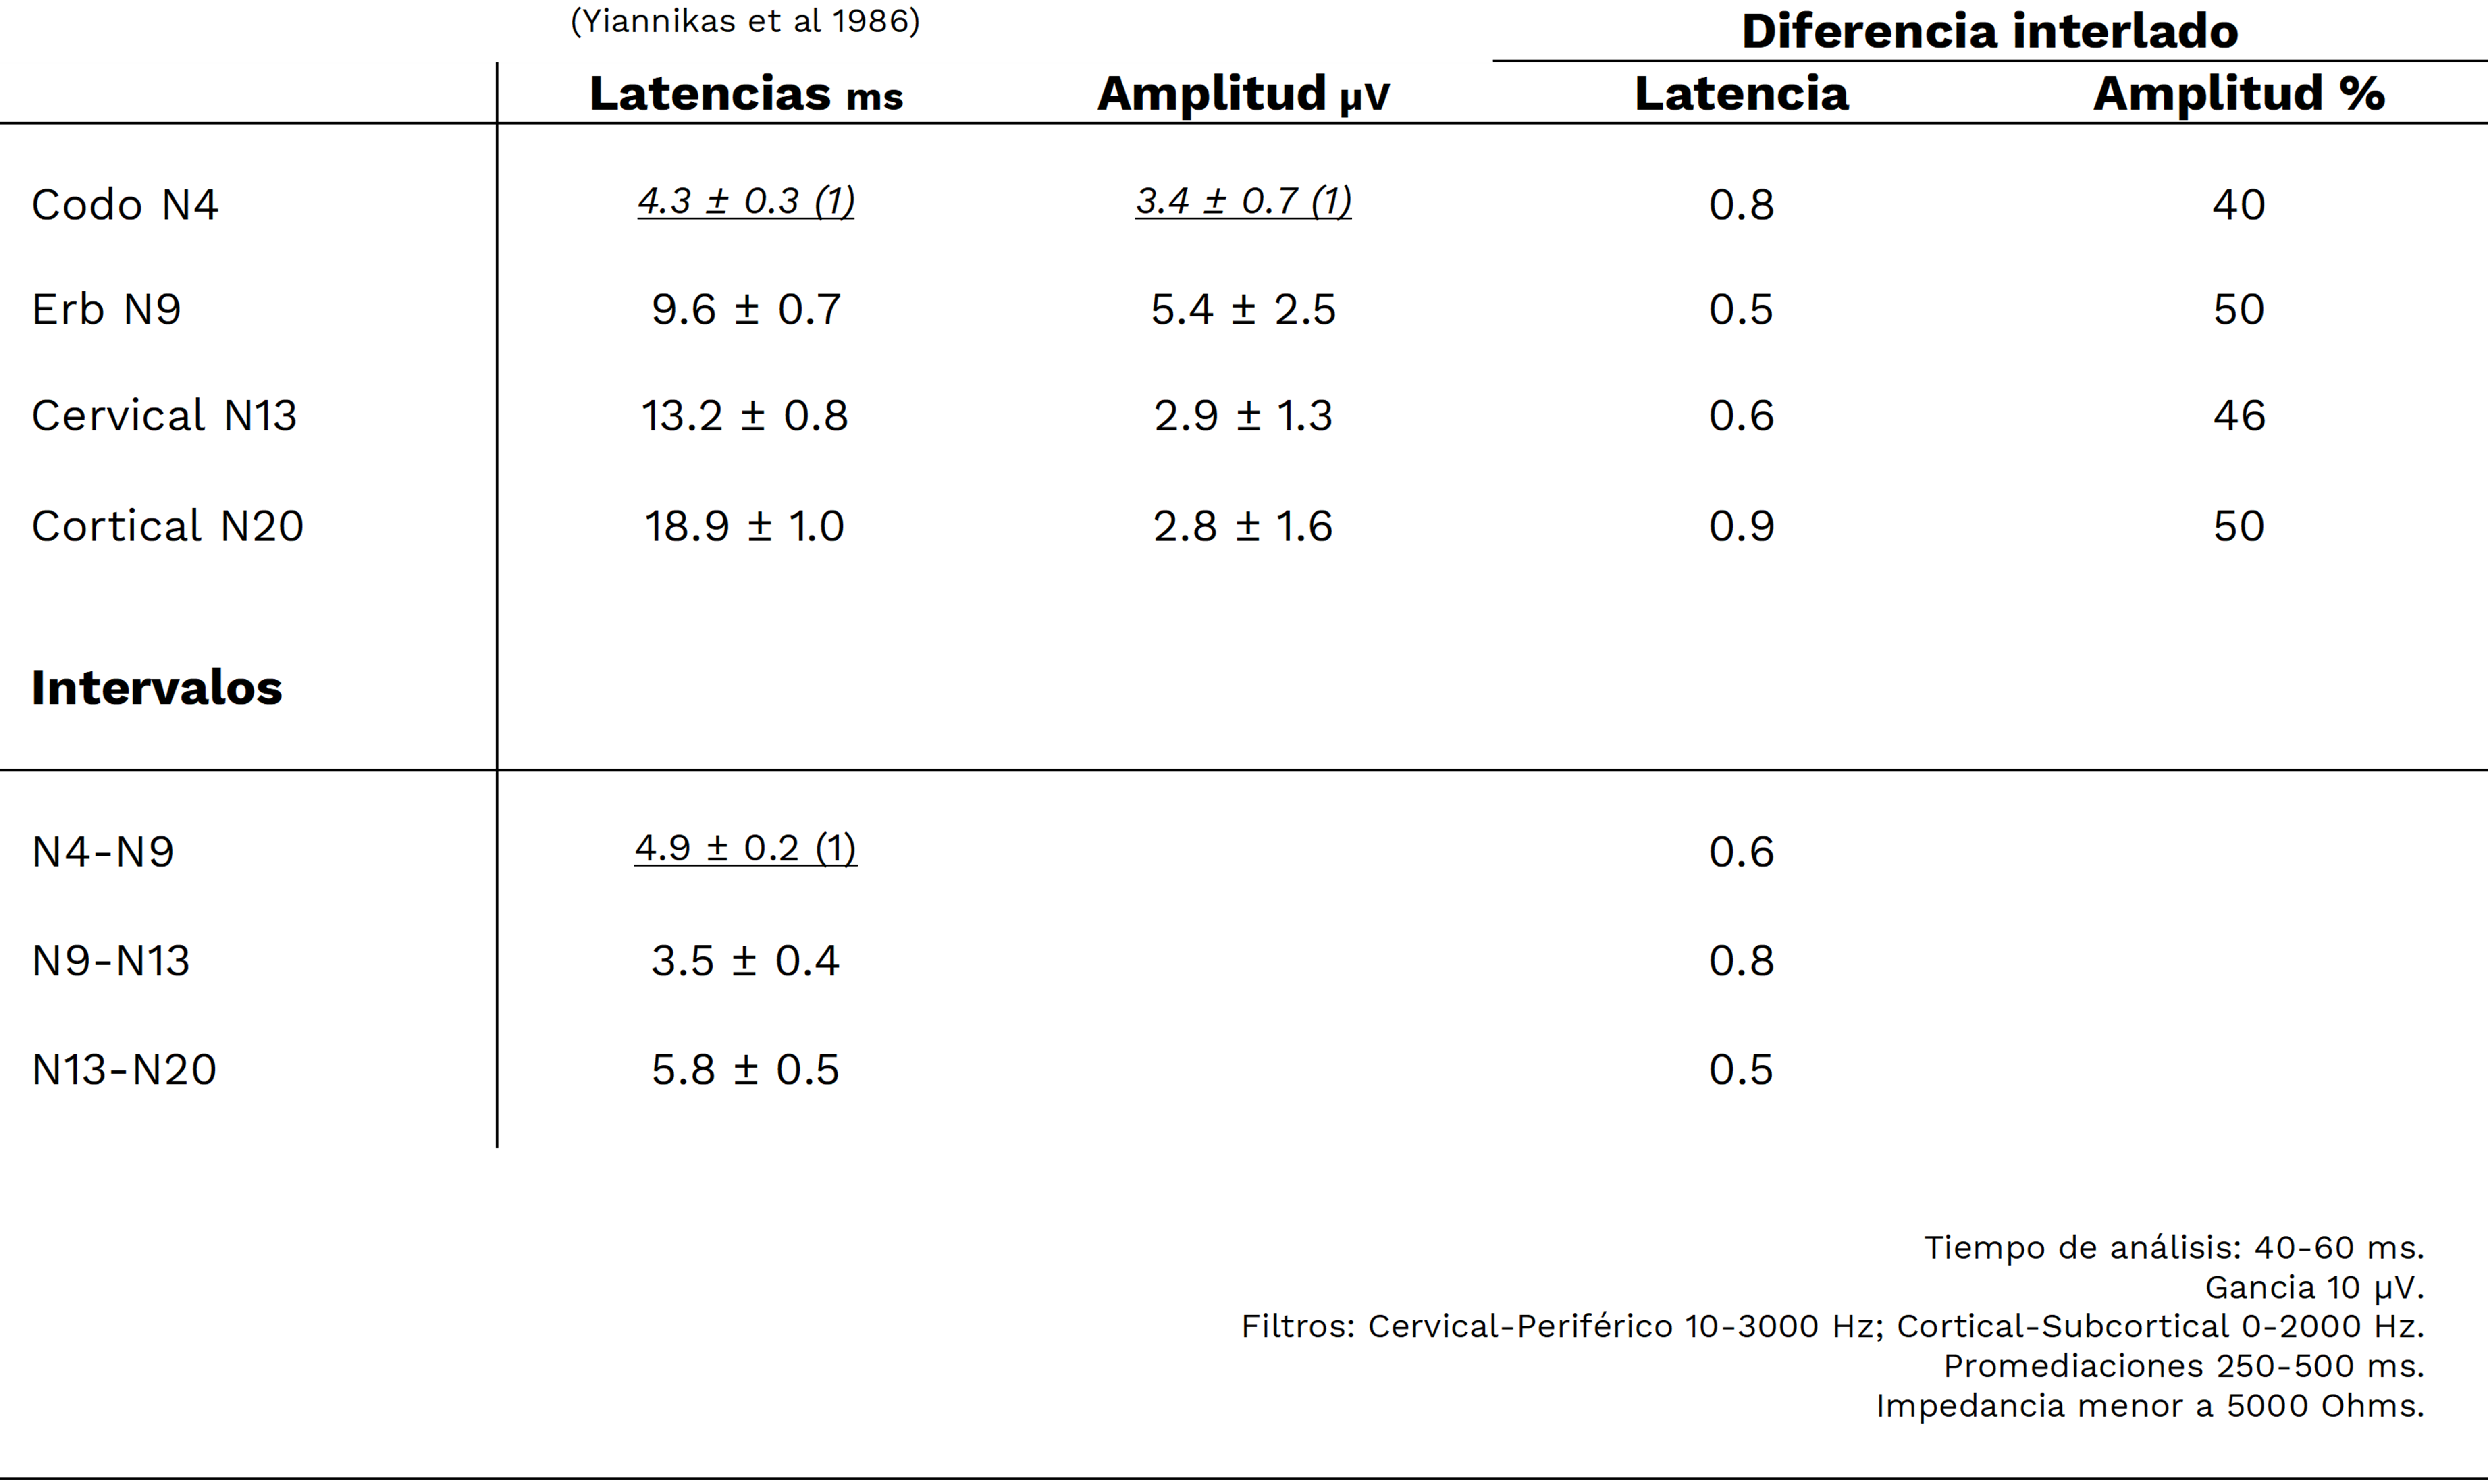 (Yiannikas et al 1986)
Diferencia interlado
Latencias ms Amplitud µV Latencia Amplitud %
Codo N4 4.3 ± 0.3 (1) 3.4 ± 0.7 (1) 0.8 40
Erb N9 9.6 ± 0.7 5.4 ± 2.5 0.5 50
Cervical N13 13.2 ± 0.8 2.9 ± 1.3 0.6 46
Cortical N20 18.9 ± 1.0 2.8 ± 1.6 0.9 50
Intervalos
N4-N9 4.9 ± 0.2 (1) 0.6
N9-N13 3.5 ± 0.4 0.8
N13-N20 5.8 ± 0.5 0.5
Tiempo de análisis: 40-60 ms.
Gancia 10 µV.
Filtros: Cervical-Periférico 10-3000 Hz; Cortical-Subcortical 0-2000 Hz.
Promediaciones 250-500 ms.
Impedancia menor a 5000 Ohms.